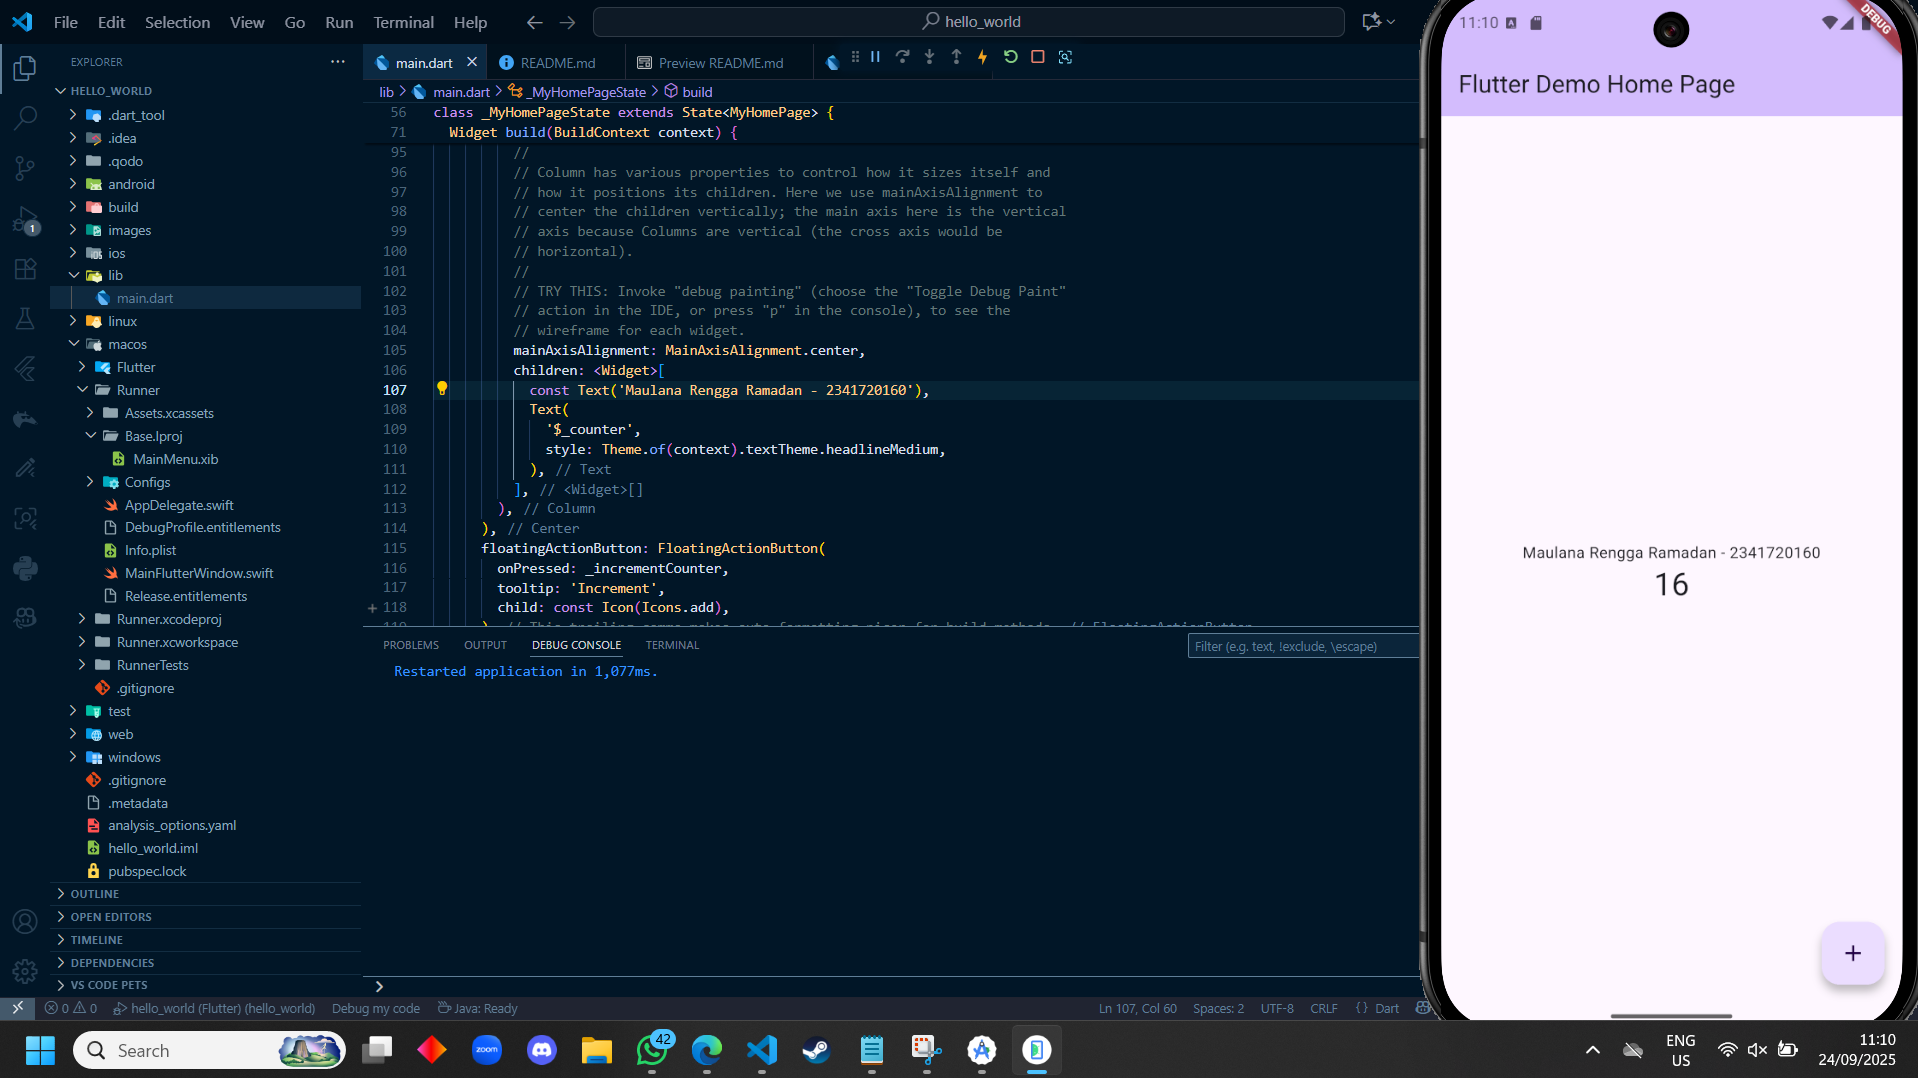 File Edit Selection View Go Run Terminal Help
hello_world
EXPLORER
HELLO_WORLD
.dart_tool
.idea
.qodo
android
build
images
ios
lib
main.dart
linux
macos
Flutter
Runner
Assets.xcassets
Base.lproj
MainMenu.xib
Configs
AppDelegate.swift
DebugProfile.entitlements
Info.plist
MainFlutterWindow.swift
Release.entitlements
Runner.xcodeproj
Runner.xcworkspace
RunnerTests
.gitignore
test
web
windows
.gitignore
.metadata
analysis_options.yaml
hello_world.iml
pubspec.lock
OUTLINE
OPEN EDITORS
TIMELINE
DEPENDENCIES
VS CODE PETS
1
main.dart README.md Preview README.md
lib > main.dart > _MyHomePageState > build
56 class _MyHomePageState extends State<MyHomePage> {
71 Widget build(BuildContext context) {
95 //
96 // Column has various properties to control how it sizes itself and
97 // how it positions its children. Here we use mainAxisAlignment to
98 // center the children vertically; the main axis here is the vertical
99 // axis because Columns are vertical (the cross axis would be
100 // horizontal).
101 //
102 // TRY THIS: Invoke "debug painting" (choose the "Toggle Debug Paint"
103 // action in the IDE, or press "p" in the console), to see the
104 // wireframe for each widget.
105 mainAxisAlignment: MainAxisAlignment.center,
106 children: <Widget>[
107 const Text('Maulana Rengga Ramadan - 2341720160'),
108 Text(
109 '$_counter',
110 style: Theme.of(context).textTheme.headlineMedium,
111 ), // Text
112 ], // <Widget>[]
113 ), // Column
114 ), // Center
115 floatingActionButton: FloatingActionButton(
116 onPressed: _incrementCounter,
117 tooltip: 'Increment',
118 child: const Icon(Icons.add),
PROBLEMS OUTPUT DEBUG CONSOLE TERMINAL
Filter (e.g. text, !exclude, \escape)
Restarted application in 1,077ms.
0 0 hello_world (Flutter) (hello_world) Debug my code Java: Ready
Ln 107, Col 60 Spaces: 2 UTF-8 CRLF {} Dart
11:10
DEBUG
Flutter Demo Home Page
Maulana Rengga Ramadan - 2341720160
16
+
Search
zoom
42
ENG
US
11:10
24/09/2025